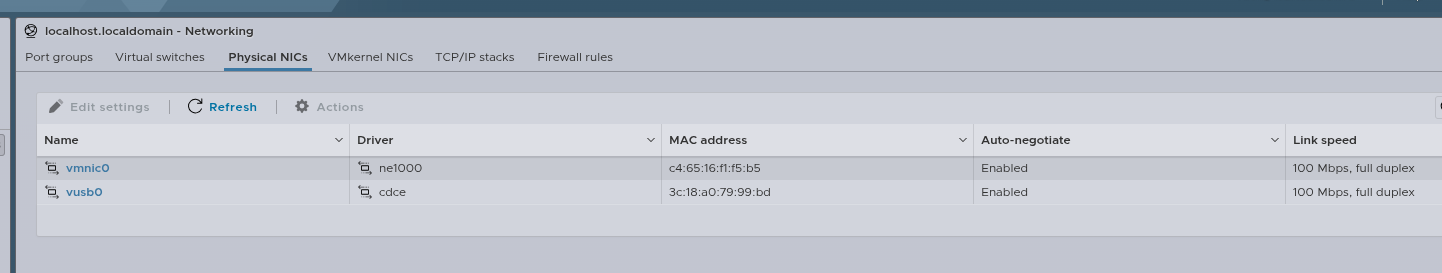 localhost.localdomain - Networking
Port groups Virtual switches Physical NICs VMkernel NICs TCP/IP stacks Firewall rules
Edit settings Refresh Actions
Name Driver MAC address Auto-negotiate Link speed
vmnic0 ne1000 c4:65:16:f1:f5:b5 Enabled 100 Mbps, full duplex
vusb0 cdce 3c:18:a0:79:99:bd Enabled 100 Mbps, full duplex